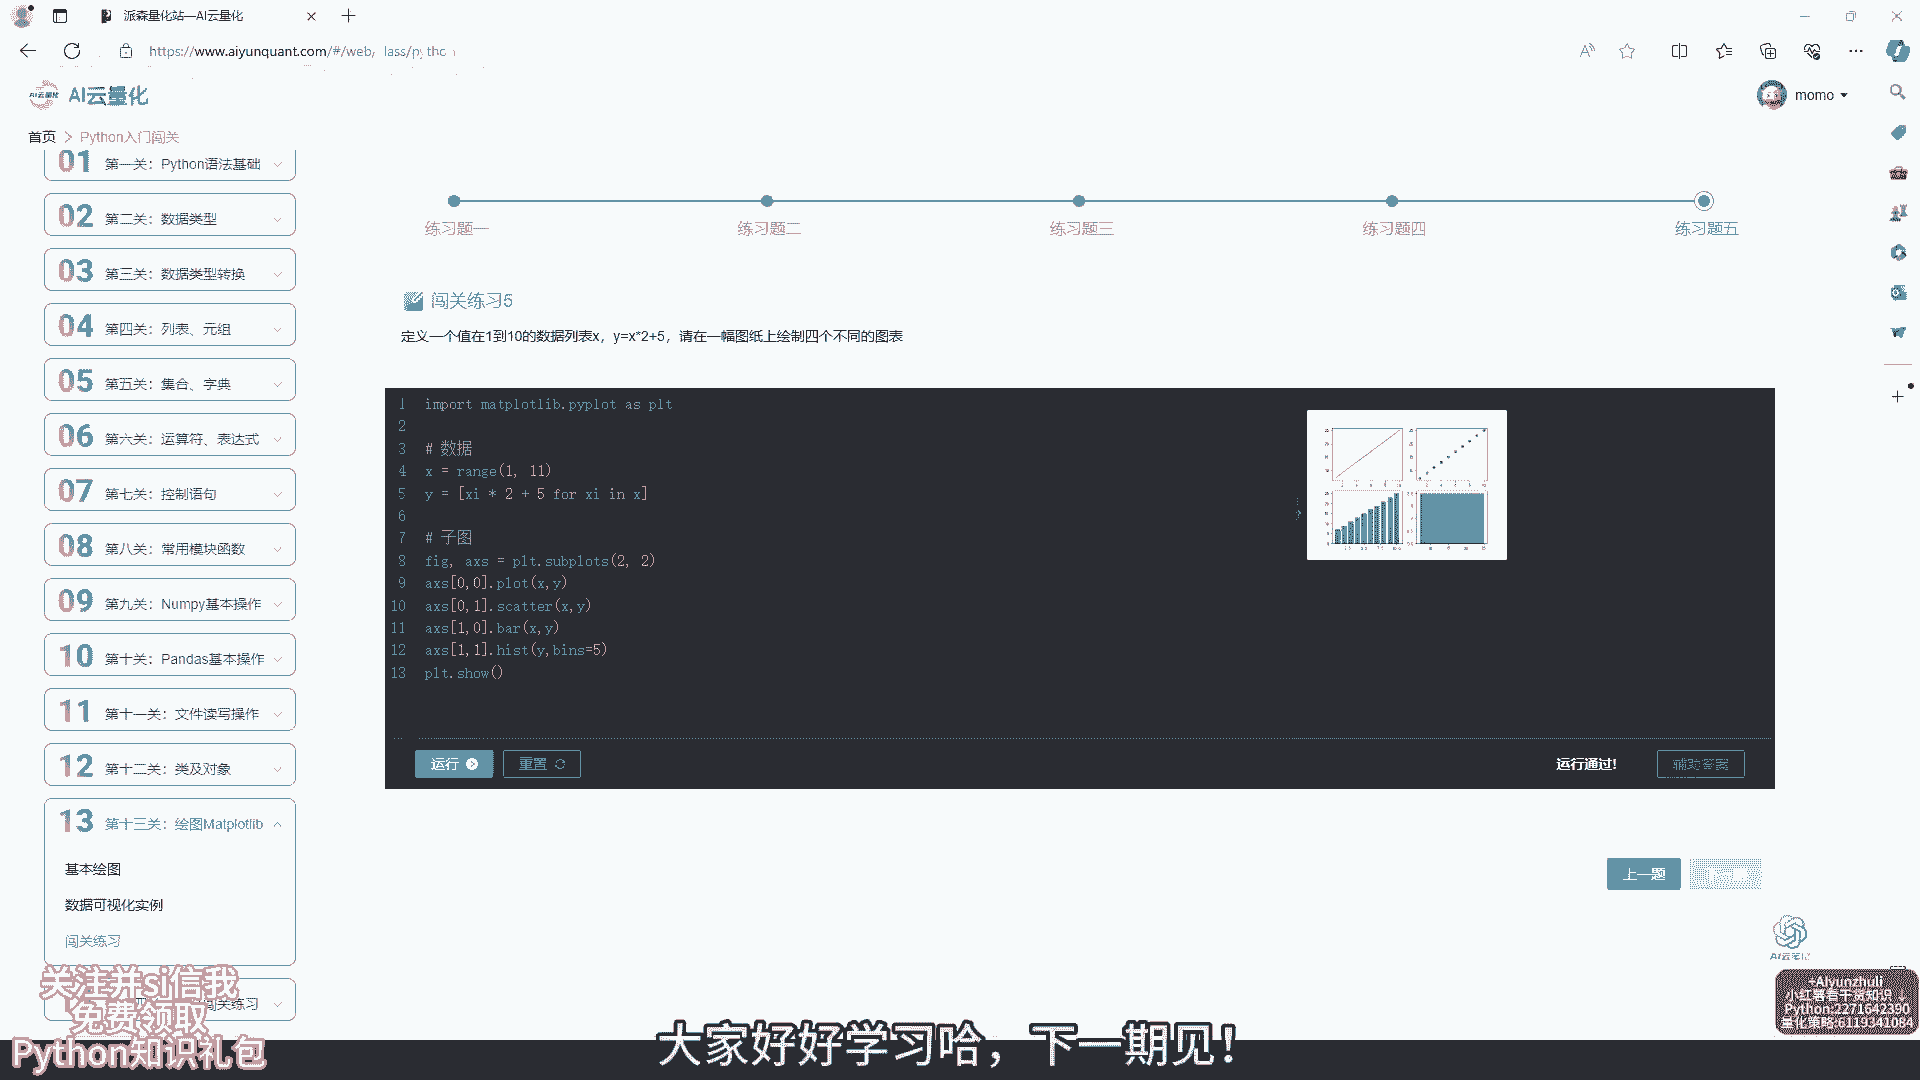 派森量化站—AI云量化
https://www.aiyunquant.com/#/web
AI云量化
momo
首页 > Python入门闯关
01 第一关：Python语法基础
02 第二关：数据类型
03 第三关：数据类型转换
04 第四关：列表、元组
05 第五关：集合、字典
06 第六关：运算符、表达式
07 第七关：控制语句
08 第八关：常用模块函数
09 第九关：Numpy基本操作
10 第十关：Pandas基本操作
11 第十一关：文件读写操作
12 第十二关：类及对象
13 第十三关：绘图Matplotlib
基本绘图
数据可视化实例
闯关练习
闯关练习
练习题一
练习题二
练习题三
练习题四
练习题五
闯关练习5
定义一个值在1到10的数据列表x，y=x*2+5，请在一幅图纸上绘制四个不同的图表
1 import matplotlib.pyplot as plt
2
3 # 数据
4 x = range(1, 11)
5 y = [xi * 2 + 5 for xi in x]
6
7 # 子图
8 fig, axs = plt.subplots(2, 2)
9 axs[0,0].plot(x,y)
10 axs[0,1].scatter(x,y)
11 axs[1,0].bar(x,y)
12 axs[1,1].hist(y,bins=5)
13 plt.show()
运行
重置
运行通过!
辅助答案
上一题
AI云笔记
+Aiyunzhuli
小红薯看干货知识↓
Python:2271642390
量化策略:6119341084
关注并si信我
免费领取
Python知识礼包
大家好好学习哈，下一期见！